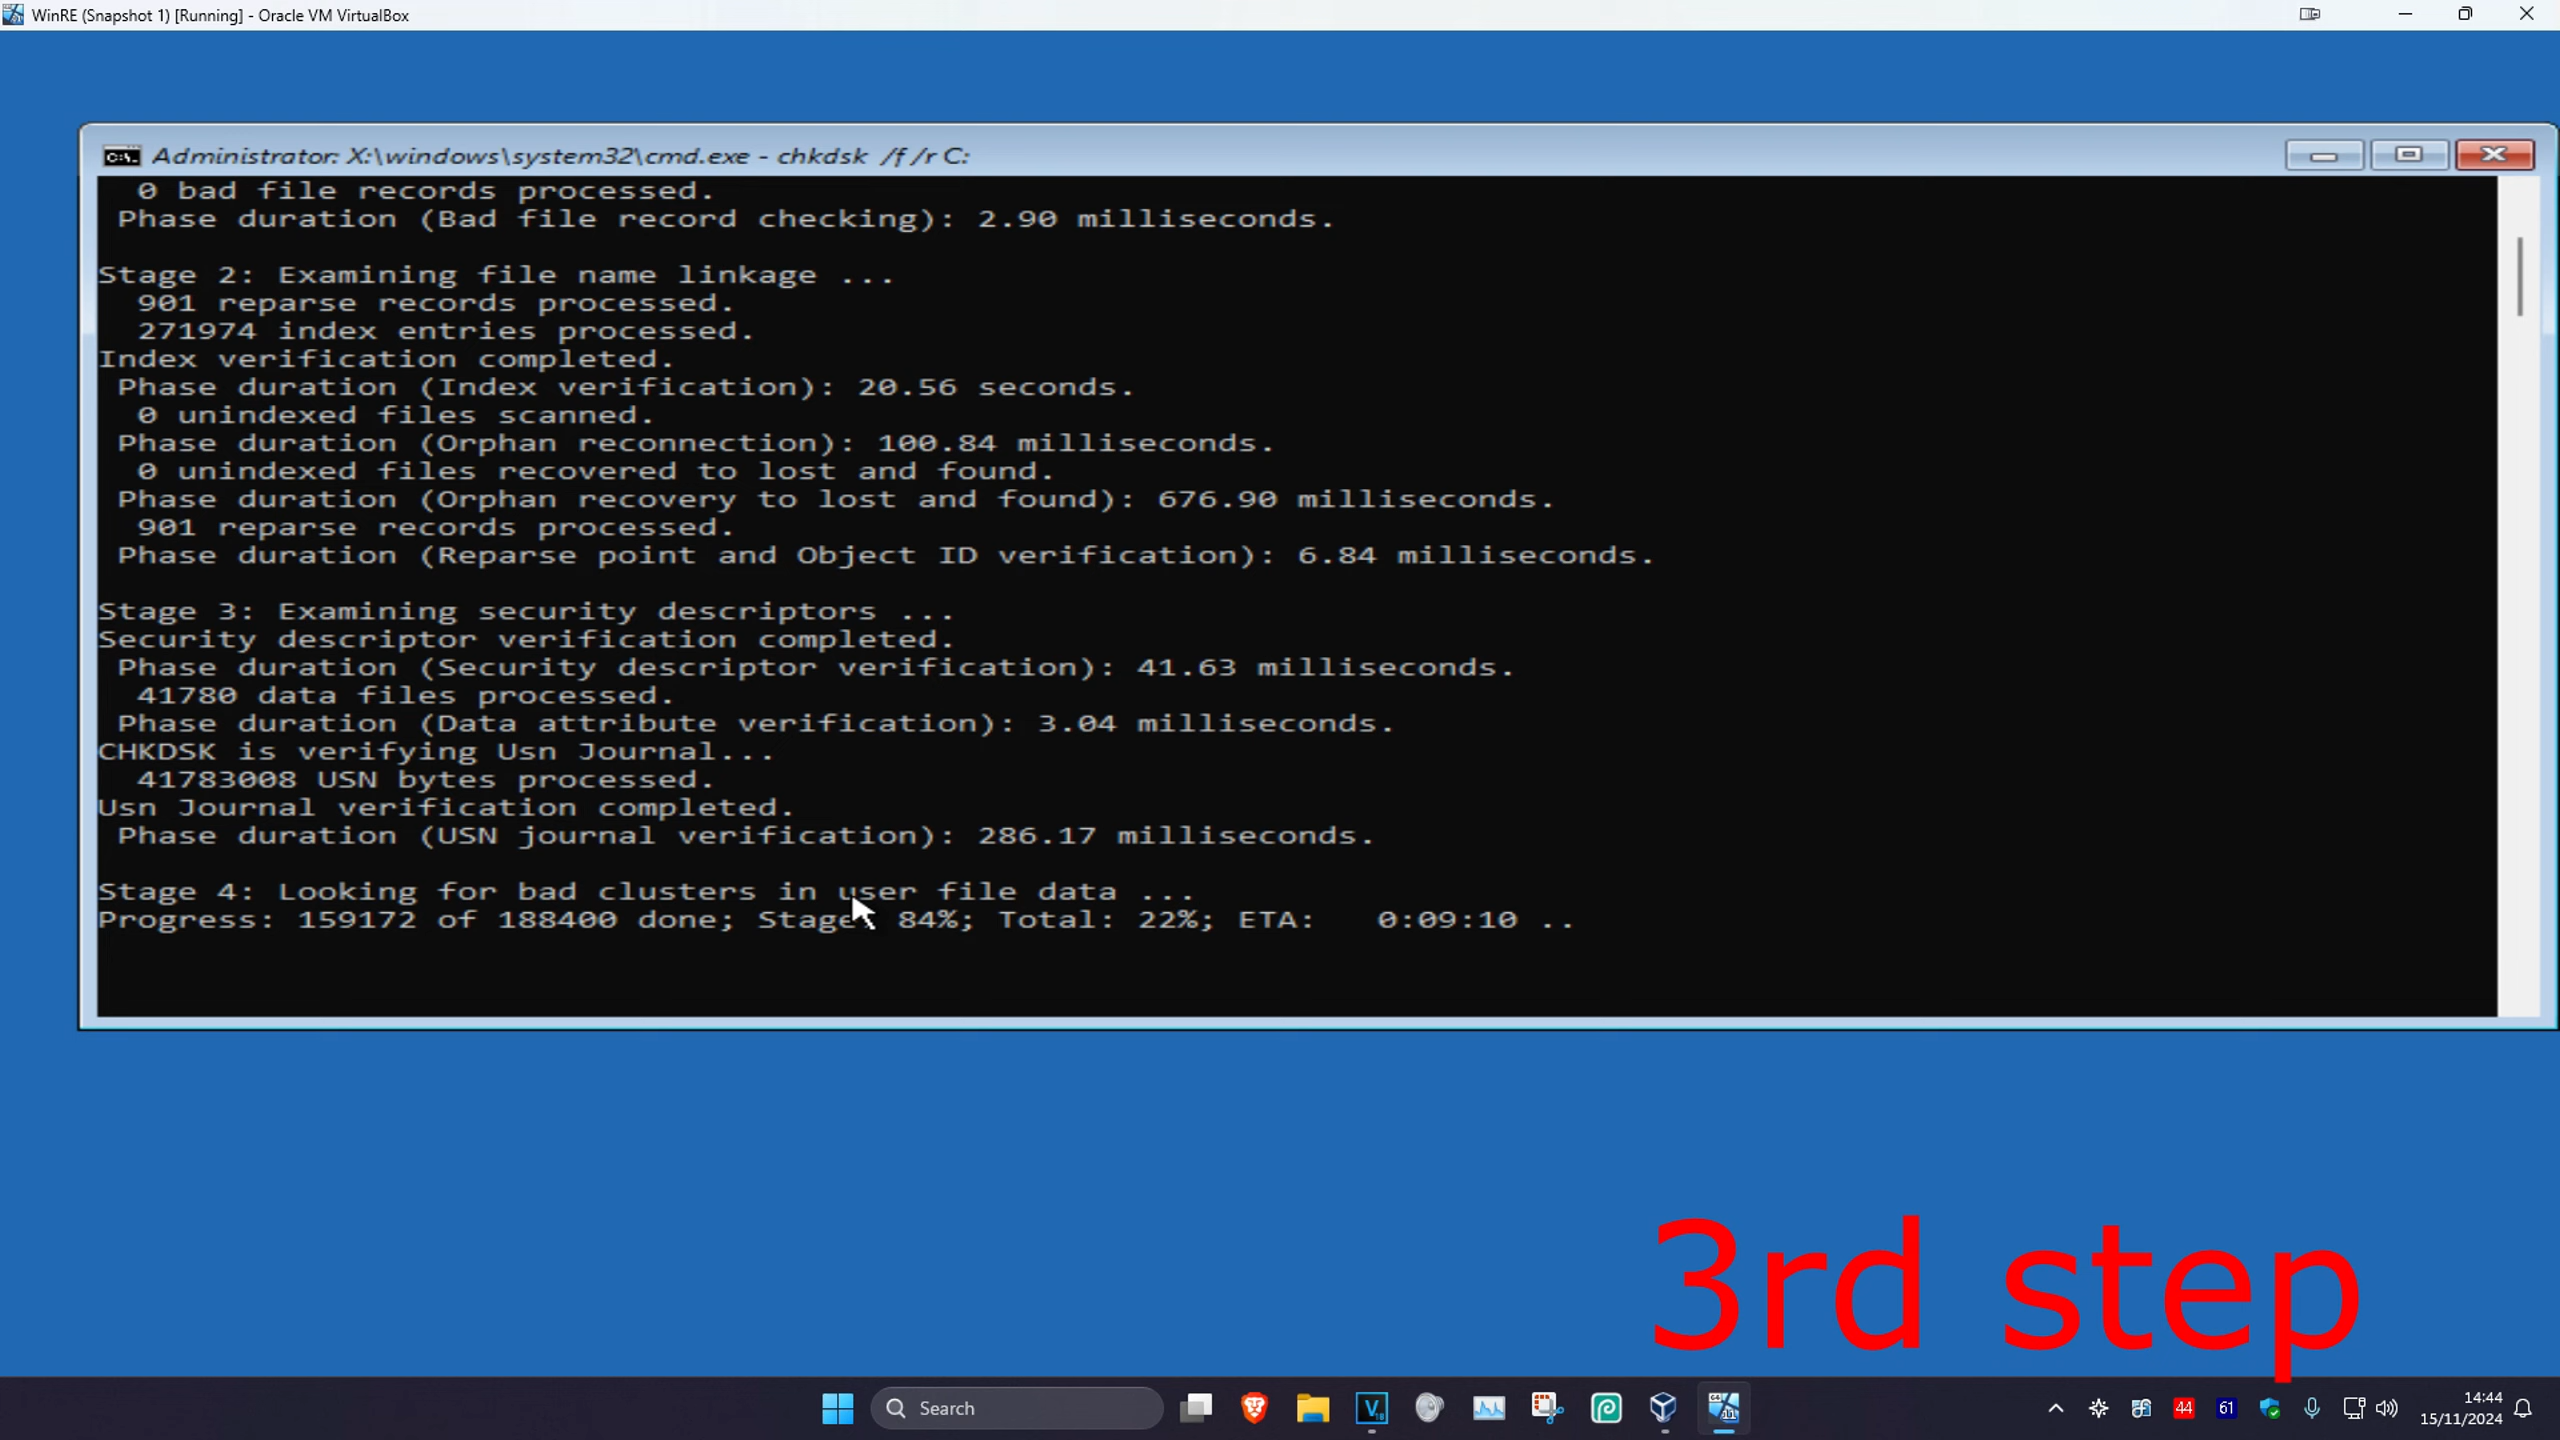 WinRE (Snapshot 1) [Running] - Oracle VM VirtualBox
Administrator: X:\windows\system32\cmd.exe - chkdsk /f /r C:
0 bad file records processed.
Phase duration (Bad file record checking): 2.90 milliseconds.
Stage 2: Examining file name linkage ...
901 reparse records processed.
271974 index entries processed.
Index verification completed.
Phase duration (Index verification): 20.56 seconds.
0 unindexed files scanned.
Phase duration (Orphan reconnection): 100.84 milliseconds.
0 unindexed files recovered to lost and found.
Phase duration (Orphan recovery to lost and found): 676.90 milliseconds.
901 reparse records processed.
Phase duration (Reparse point and Object ID verification): 6.84 milliseconds.
Stage 3: Examining security descriptors ...
Security descriptor verification completed.
Phase duration (Security descriptor verification): 41.63 milliseconds.
41780 data files processed.
Phase duration (Data attribute verification): 3.04 milliseconds.
CHKDSK is verifying Usn Journal...
41783008 USN bytes processed.
Usn Journal verification completed.
Phase duration (USN journal verification): 286.17 milliseconds.
Stage 4: Looking for bad clusters in user file data ...
Progress: 159172 of 188400 done; Stage: 84%; Total: 22%; ETA:   0:09:10 ..
3rd step
Search
44
61
14:44
15/11/2024